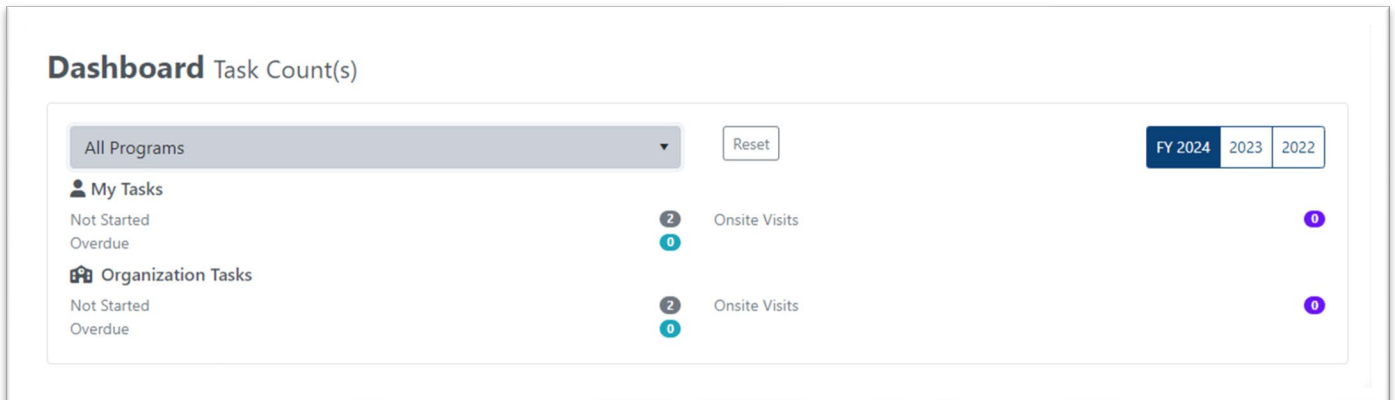 Dashboard Task Count(s)
All Programs
Reset
FY 2024 2023 2022
My Tasks
Not Started 2 Onsite Visits 0
Overdue 0
Organization Tasks
Not Started 2 Onsite Visits 0
Overdue 0